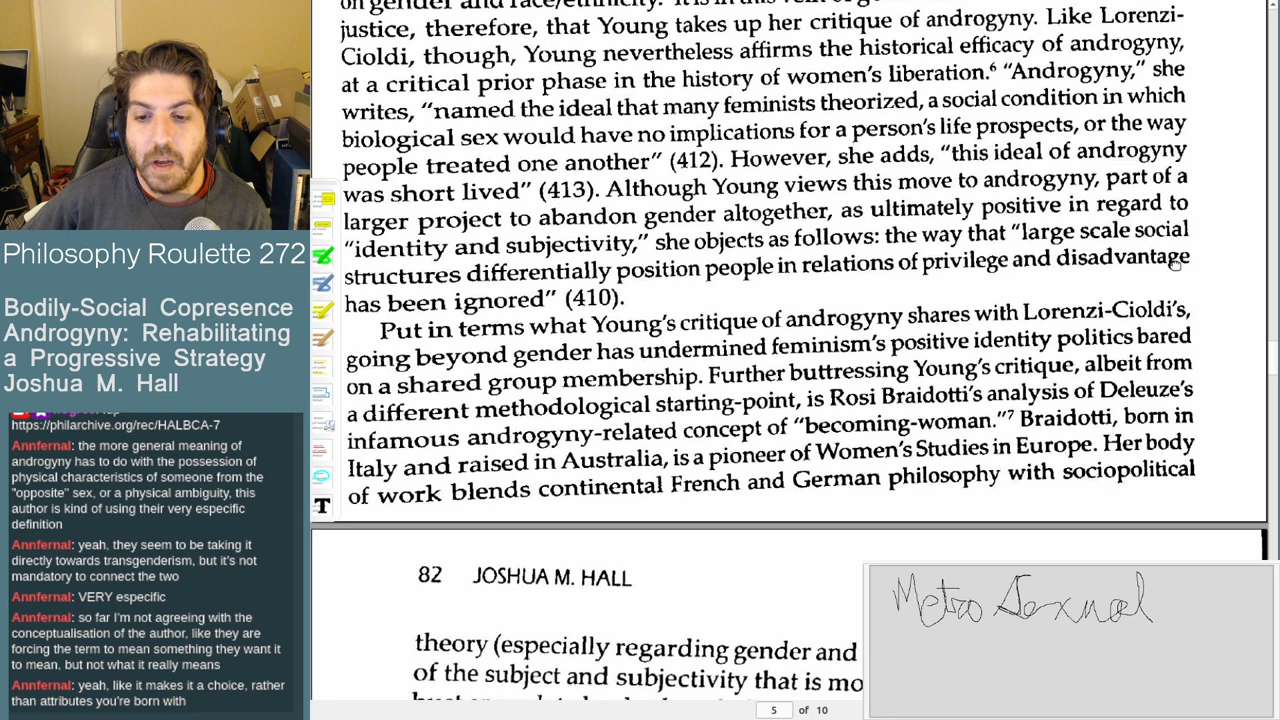 Philosophy Roulette 272
Bodily-Social Copresence
Androgyny: Rehabilitating
a Progressive Strategy
Joshua M. Hall
https://philarchive.org/rec/HALBCA-7
Annfernal: the more general meaning of
androgyny has to do with the possession of
physical characteristics of someone from the
"opposite" sex, or a physical ambiguity, this
author is kind of using their very especific
definition
Annfernal: yeah, they seem to be taking it
directly towards transgenderism, but it's not
mandatory to connect the two
Annfernal: VERY especific
Annfernal: so far I'm not agreeing with the
conceptualisation of the author, like they are
forcing the term to mean something they want it
to mean, but not what it really means
Annfernal: yeah, like it makes it a choice, rather
than attributes you're born with
justice, therefore, that Young takes up her critique of androgyny. Like Lorenzi-
Cioldi, though, Young nevertheless affirms the historical efficacy of androgyny,
at a critical prior phase in the history of women's liberation.⁶ "Androgyny," she
writes, "named the ideal that many feminists theorized, a social condition in which
biological sex would have no implications for a person's life prospects, or the way
people treated one another" (412). However, she adds, "this ideal of androgyny
was short lived" (413). Although Young views this move to androgyny, part of a
larger project to abandon gender altogether, as ultimately positive in regard to
"identity and subjectivity," she objects as follows: the way that "large scale social
structures differentially position people in relations of privilege and disadvantage
has been ignored" (410).
Put in terms what Young's critique of androgyny shares with Lorenzi-Cioldi's,
going beyond gender has undermined feminism's positive identity politics bared
on a shared group membership. Further buttressing Young's critique, abeit from
a different methodological starting-point, is Rosi Braidotti's analysis of Deleuze's
infamous androgyny-related concept of "becoming-woman."⁷ Braidotti, born in
Italy and raised in Australia, is a pioneer of Women's Studies in Europe. Her body
of work blends continental French and German philosophy with sociopolitical
82 JOSHUA M. HALL
theory (especially regarding gender and
of the subject and subjectivity that is mo
Metro Sexual
T
5 of 10